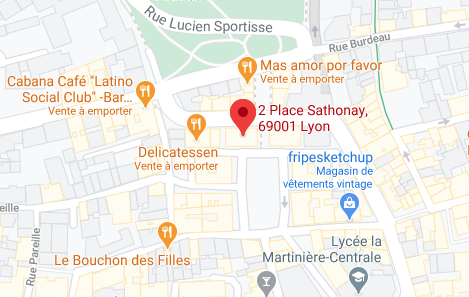 Rue Lucien Sportisse
Rue Burdeau
Mas amor por favor
Vente à emporter
Cabana Café "Latino
Social Club" -Bar...
Vente à emporter
2 Place Sathonay,
69001 Lyon
Delicatessen
Vente à emporter
fripesketchup
Magasin de
vêtements vintage
eille
Rue Pareille
Le Bouchon des Filles
Lycée la
Martinière-Centrale